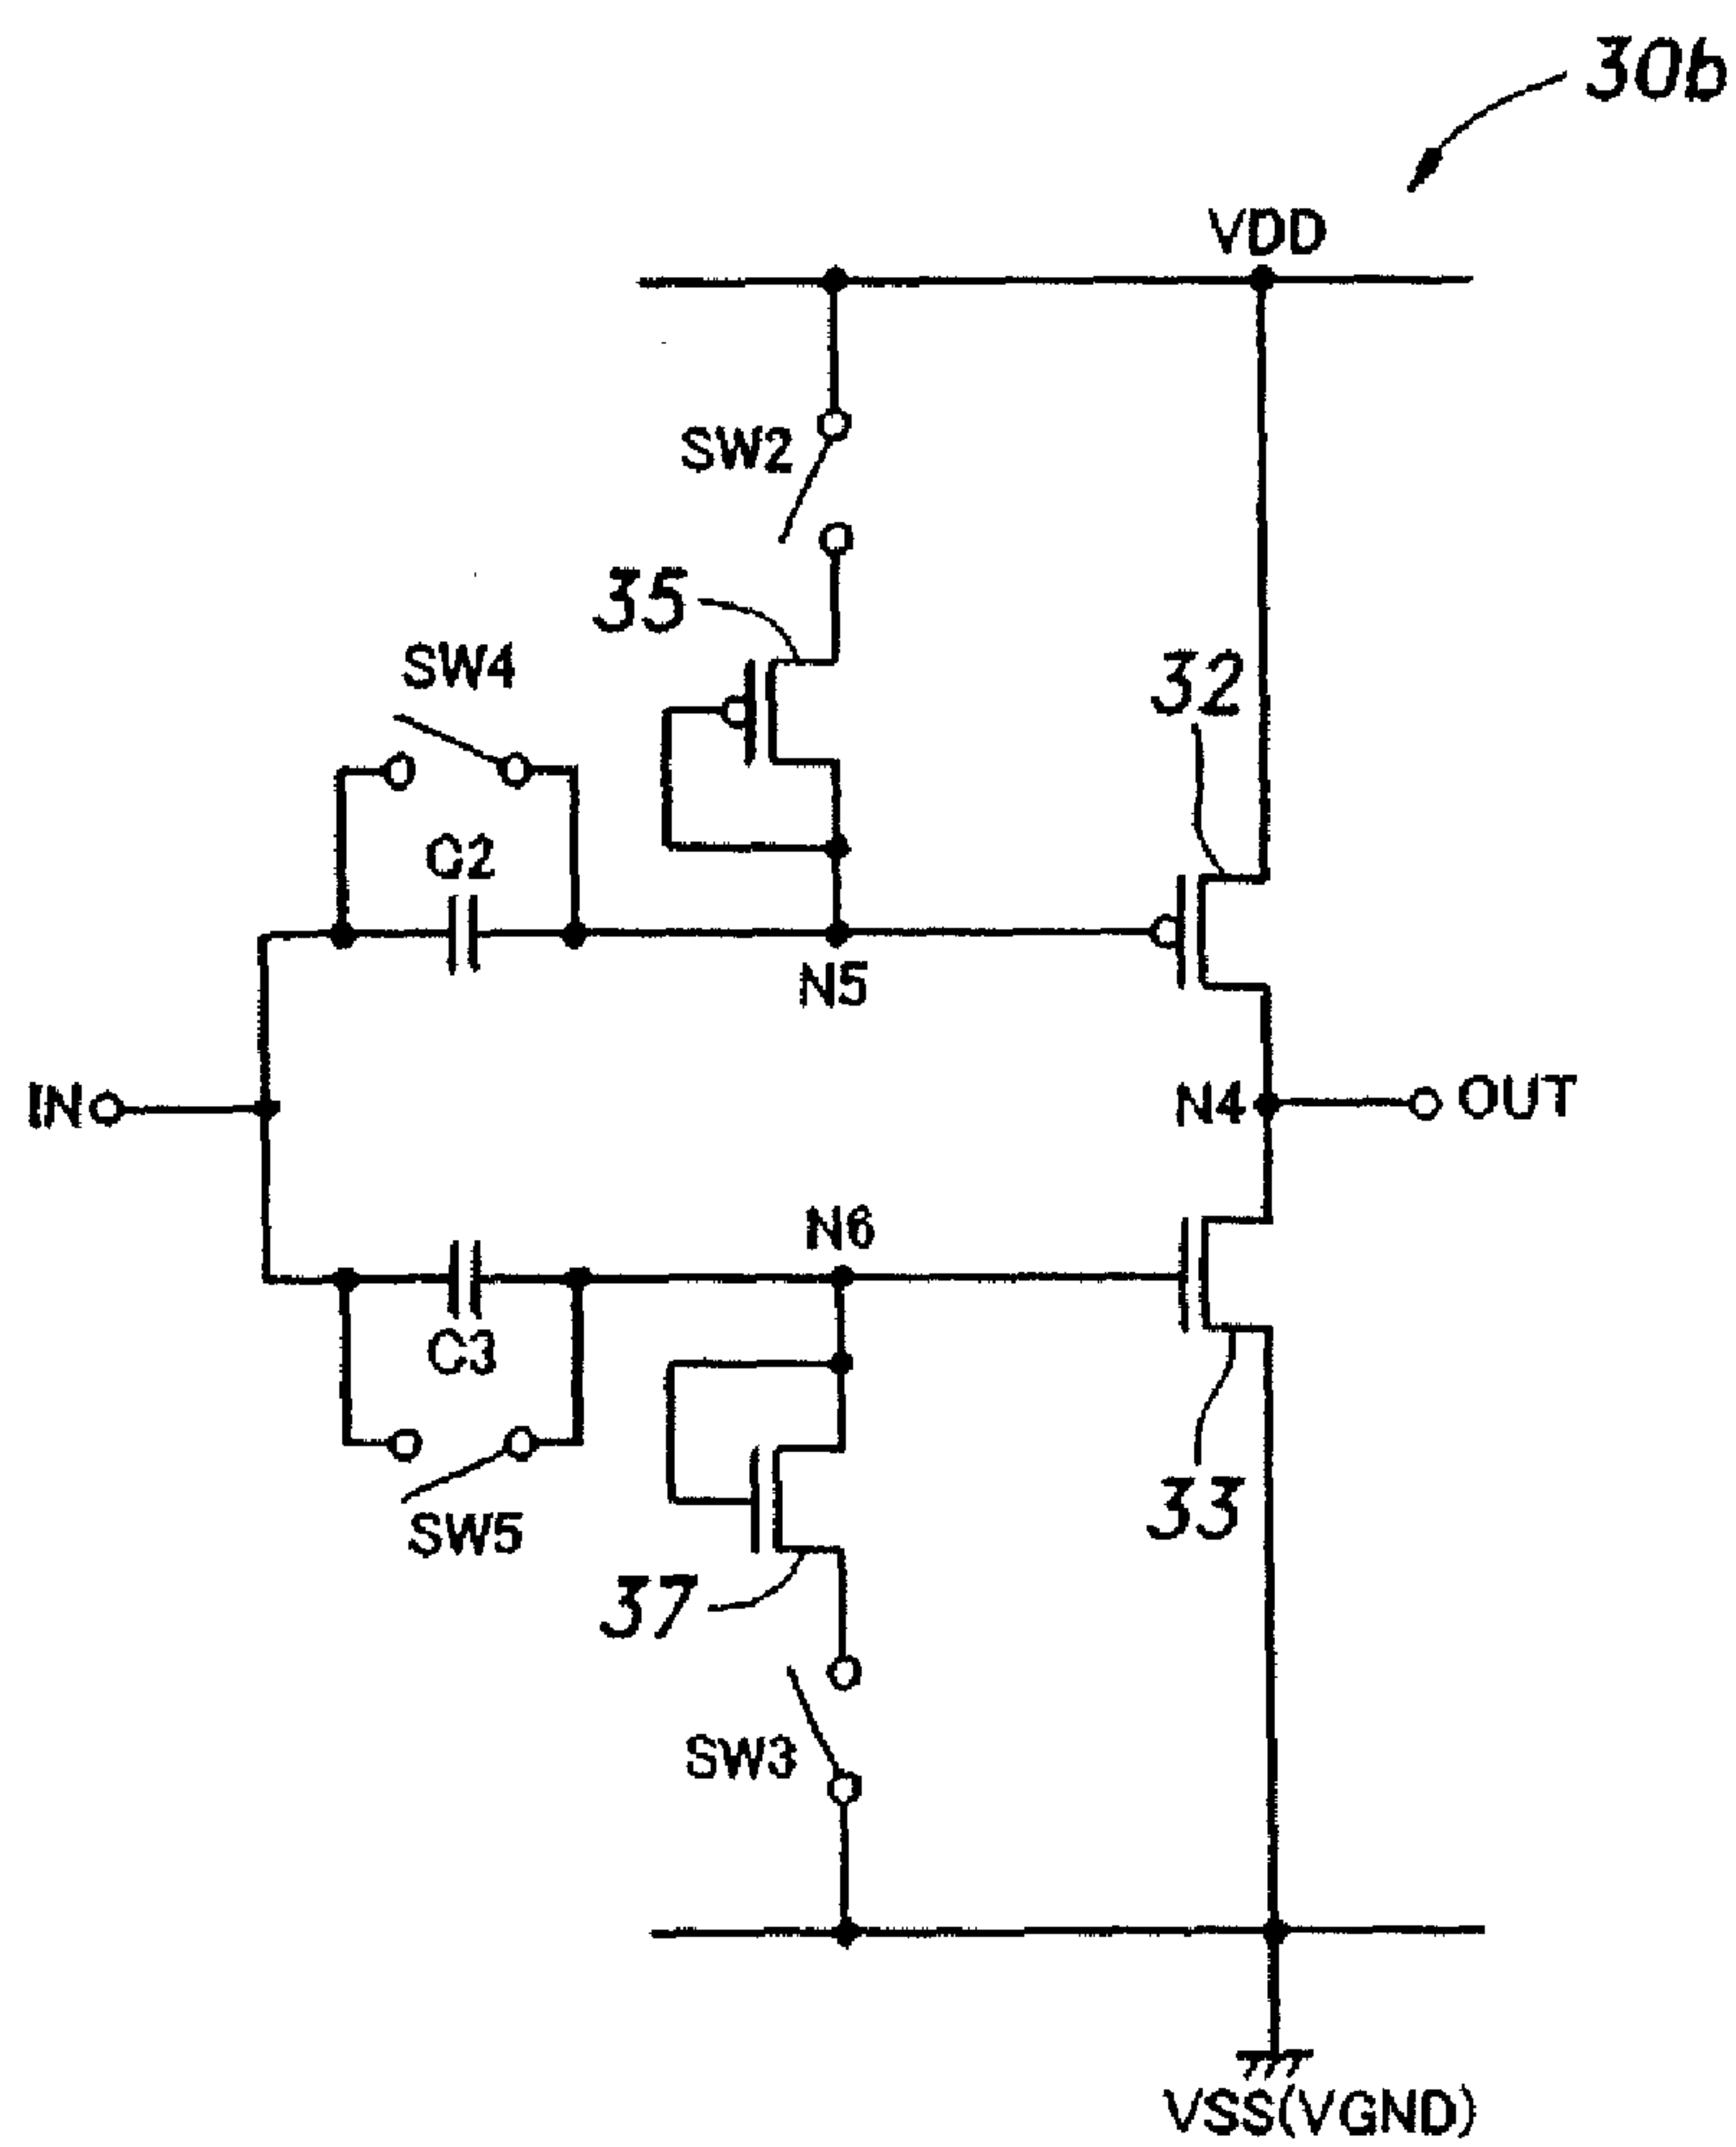 30b
VDD
SW2
35
SW4
32
C2
N5
IN
N4
OUT
N6
C3
SW5
33
37
SW3
VSS(VGND)